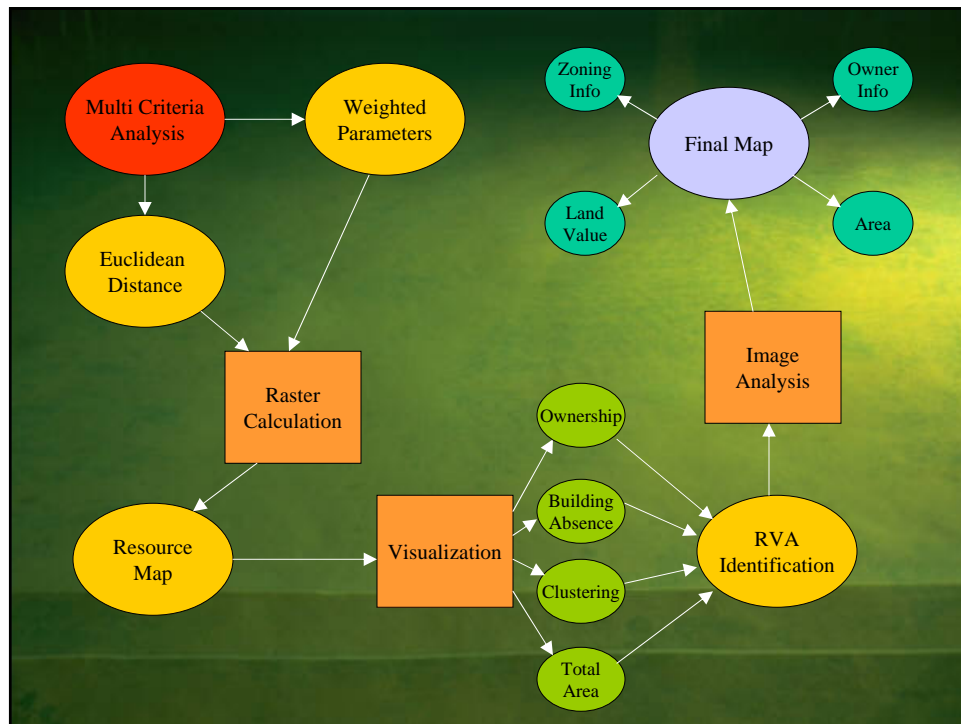 Multi Criteria
Analysis
Weighted
Parameters
Euclidean
Distance
Raster
Calculation
Resource
Map
Visualization
Ownership
Building
Absence
Clustering
Total
Area
RVA
Identification
Image
Analysis
Final Map
Zoning
Info
Owner
Info
Land
Value
Area